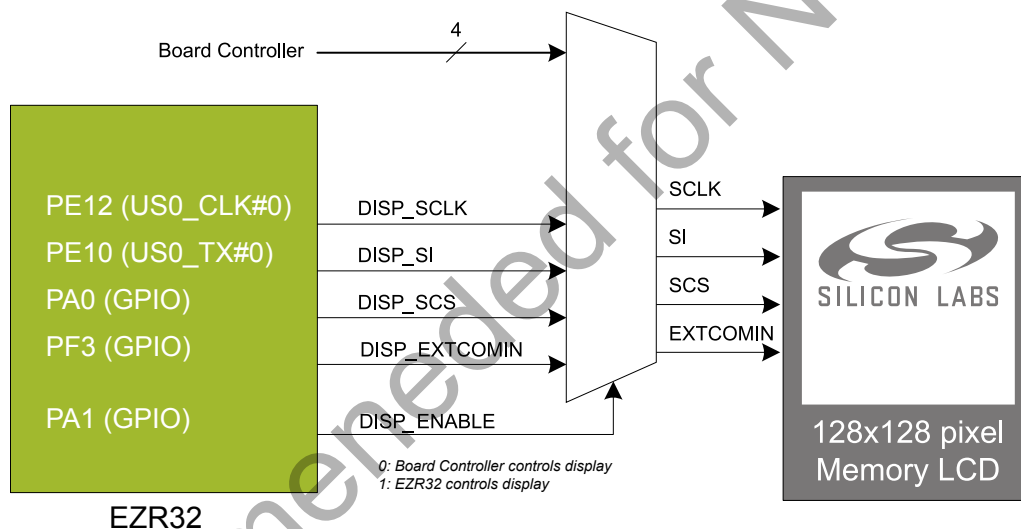 Board Controller
4
PE12 (US0_CLK#0)
PE10 (US0_TX#0)
PA0 (GPIO)
PF3 (GPIO)
PA1 (GPIO)
EZR32
DISP_SCLK
DISP_SI
DISP_SCS
DISP_EXTCOMIN
DISP_ENABLE
0: Board Controller controls display
1: EZR32 controls display
SCLK
SI
SCS
EXTCOMIN
SILICON LABS
128x128 pixel
Memory LCD
meneded for N